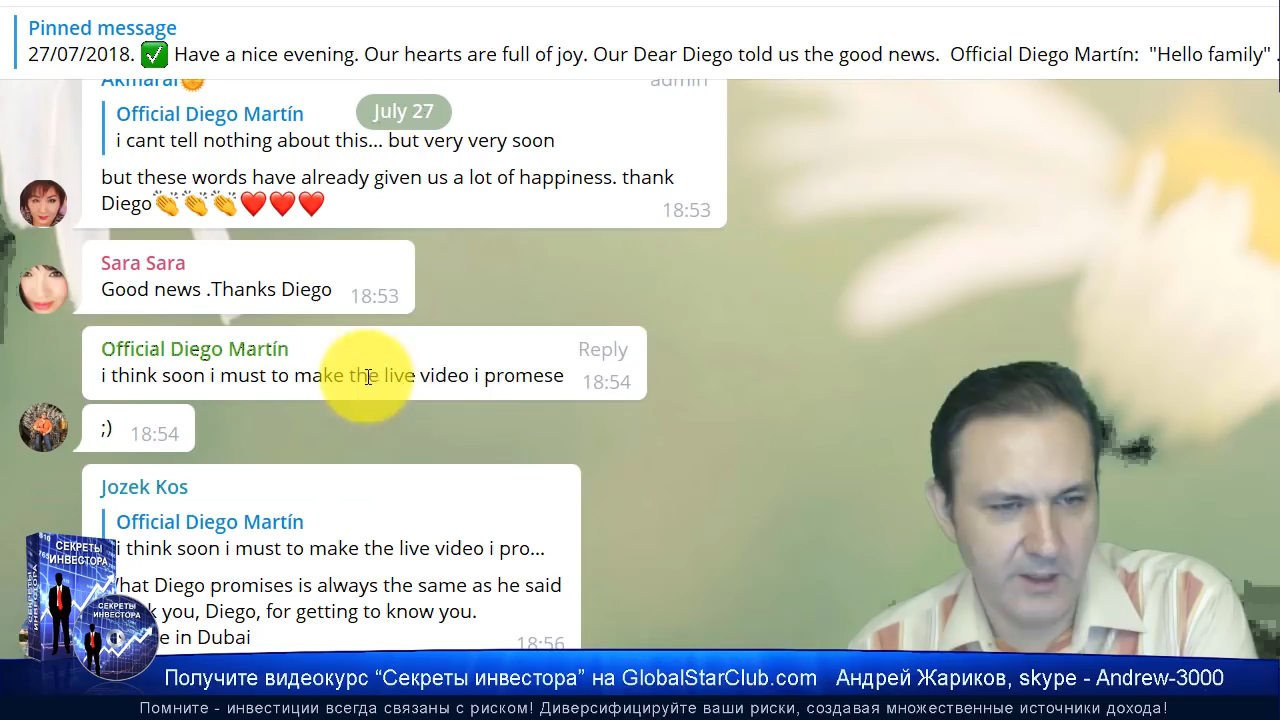 Pinned message
27/07/2018. ✅ Have a nice evening. Our hearts are full of joy. Our Dear Diego told us the good news. Official Diego Martín: "Hello family"
Akmaral🌞 admin
July 27
Official Diego Martín
i cant tell nothing about this... but very very soon
but these words have already given us a lot of happiness. thank
Diego👏👏👏❤️❤️❤️ 18:53
Sara Sara
Good news .Thanks Diego 18:53
Official Diego Martín Reply
i think soon i must to make the live video i promese 18:54
;) 18:54
Jozek Kos
Official Diego Martín
i think soon i must to make the live video i pro...
hat Diego promises is always the same as he said
k you, Diego, for getting to know you.
e in Dubai 18:56
СЕКРЕТЫ
ИНВЕСТОРА
СЕКРЕТЫ ИНВЕСТОРА
СЕКРЕТЫ
ИНВЕСТОРА
Получите видеокурс “Секреты инвестора” на GlobalStarClub.com Андрей Жариков, skype - Andrew-3000
Помните - инвестиции всегда связаны с риском! Диверсифицируйте ваши риски, создавая множественные источники дохода!